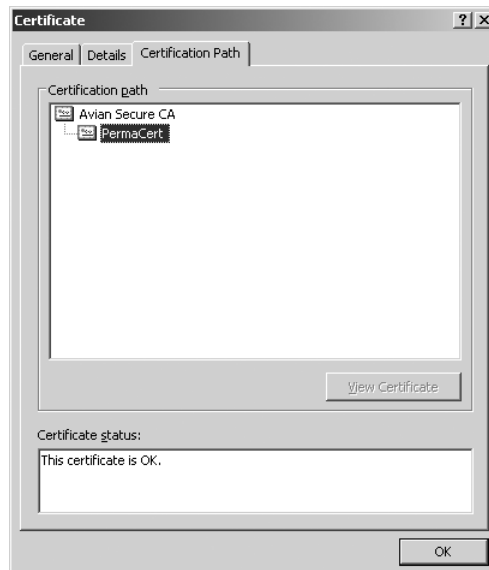 Certificate
General Details Certification Path
Certification path
Avian Secure CA
PermaCert
View Certificate
Certificate status:
This certificate is OK.
OK